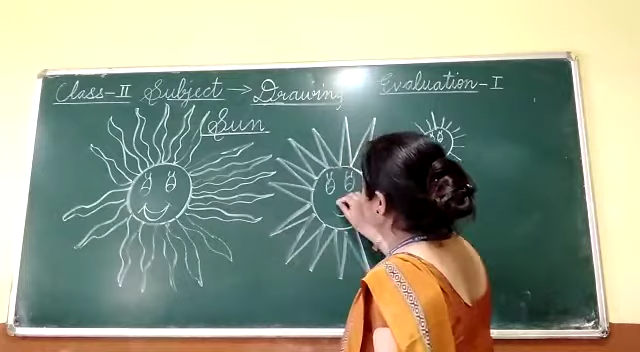 Class-II Subject → Drawing Evaluation-I
Sun